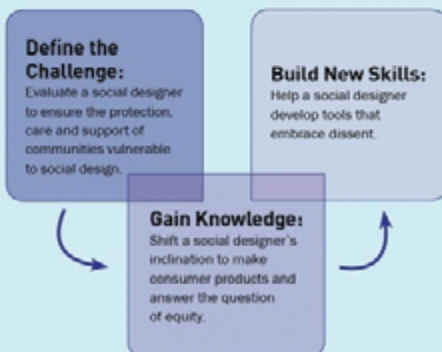 Define the
Challenge:
Evaluate a social designer
to ensure the protection,
care and support of
communities vulnerable
to social design.
Build New Skills:
Help a social designer
develop tools that
embrace dissent.
Gain Knowledge:
Shift a social designer's
inclination to make
consumer products and
answer the question
of equity.